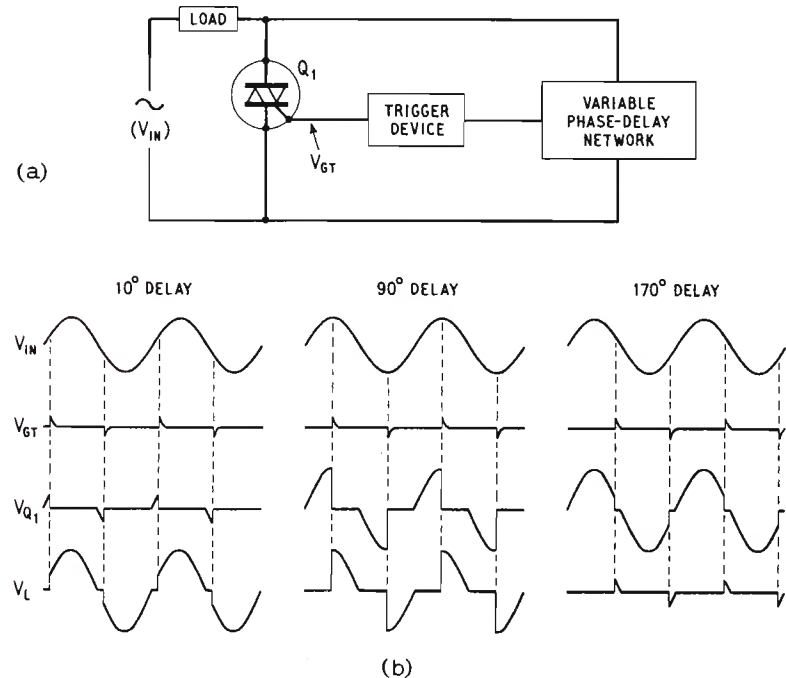 LOAD
Q1
(VIN)
TRIGGER
DEVICE
VARIABLE
PHASE-DELAY
NETWORK
VGT
(a)
10° DELAY
90° DELAY
170° DELAY
VIN
VGT
VQ1
VL
(b)